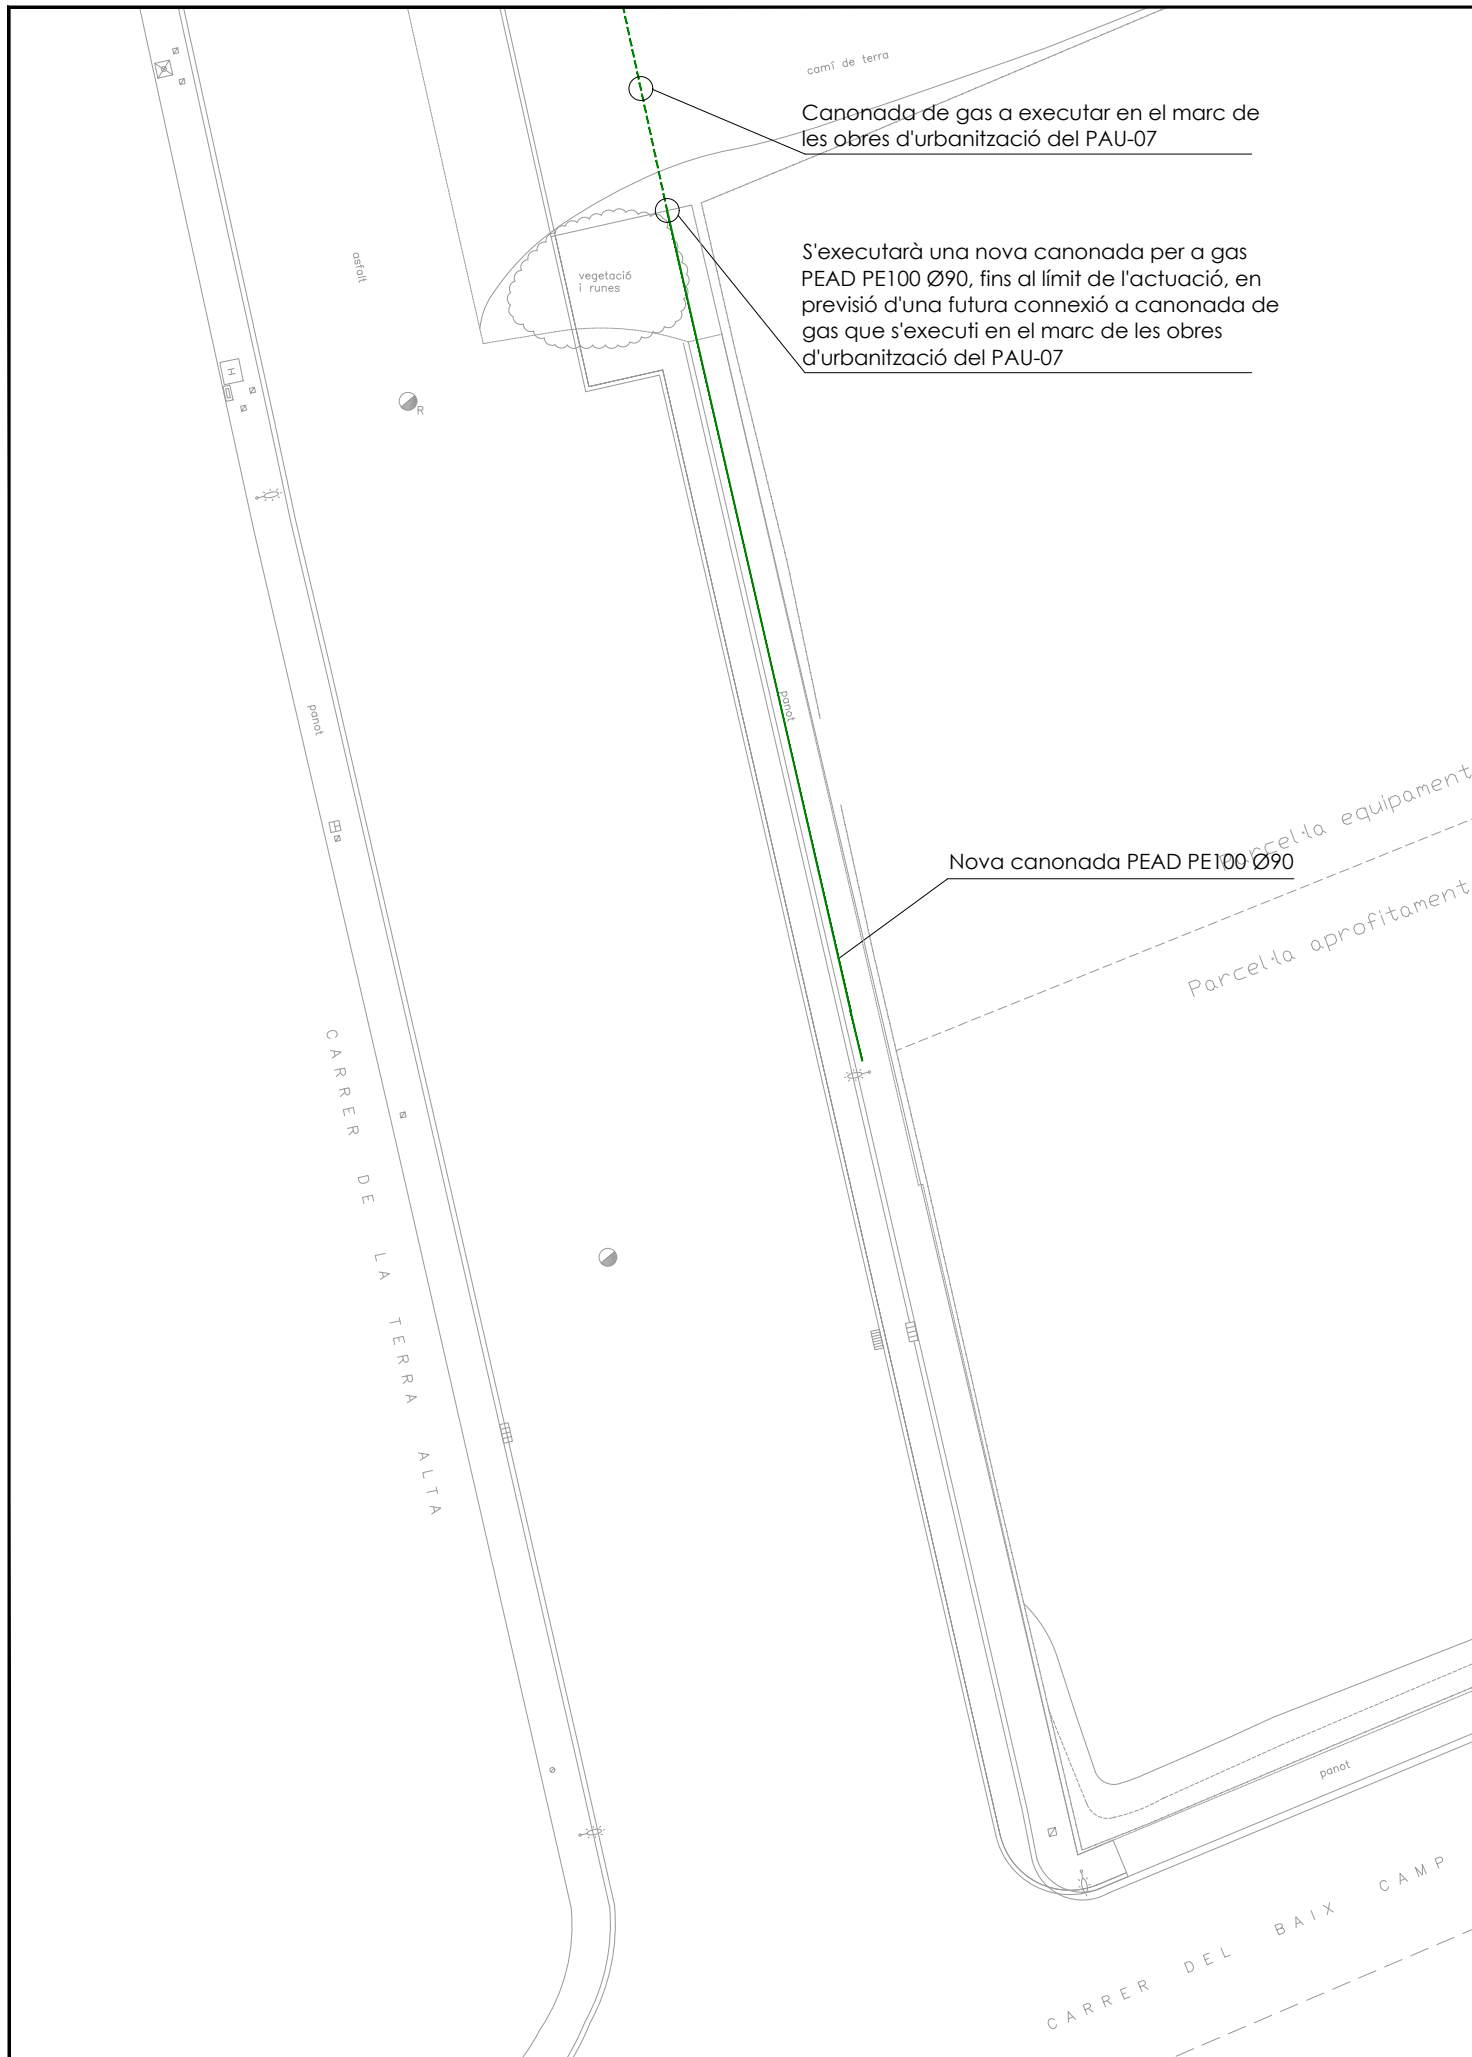 camí de terra
Canonada de gas a executar en el marc de
les obres d'urbanització del PAU-07
S'executarà una nova canonada per a gas
PEAD PE100 Ø90, fins al límit de l'actuació, en
previsió d'una futura connexió a canonada de
gas que s'executi en el marc de les obres
d'urbanització del PAU-07
asfalt
vegetació
i runes
H
R
panot
panot
Parcel·la equipament
Nova canonada PEAD PE100 Ø90
Parcel·la aprofitament
CARRER DE LA TERRA ALTA
panot
CARRER DEL BAIX CAMP